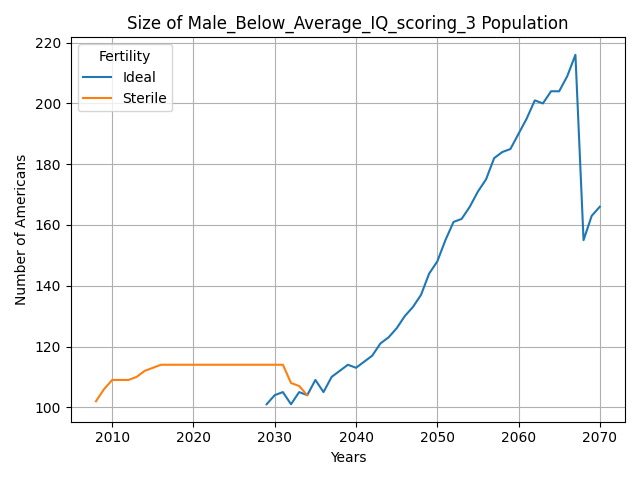 Size of Male_Below_Average_IQ_scoring_3 Population
Fertility
Ideal
Sterile
Number of Americans
220
200
180
160
140
120
100
2010 2020 2030 2040 2050 2060 2070
Years